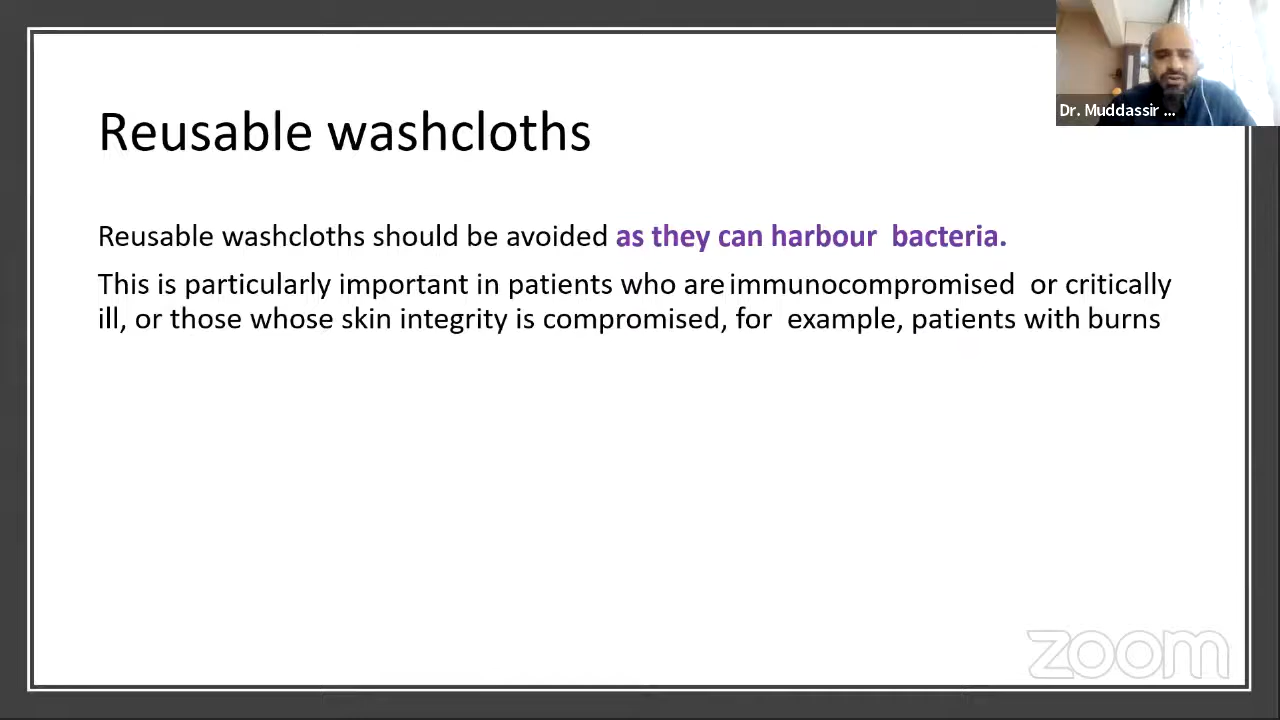 Dr. Muddassir ...
Reusable washcloths
Reusable washcloths should be avoided as they can harbour bacteria.
This is particularly important in patients who are immunocompromised or critically
ill, or those whose skin integrity is compromised, for example, patients with burns
zoom